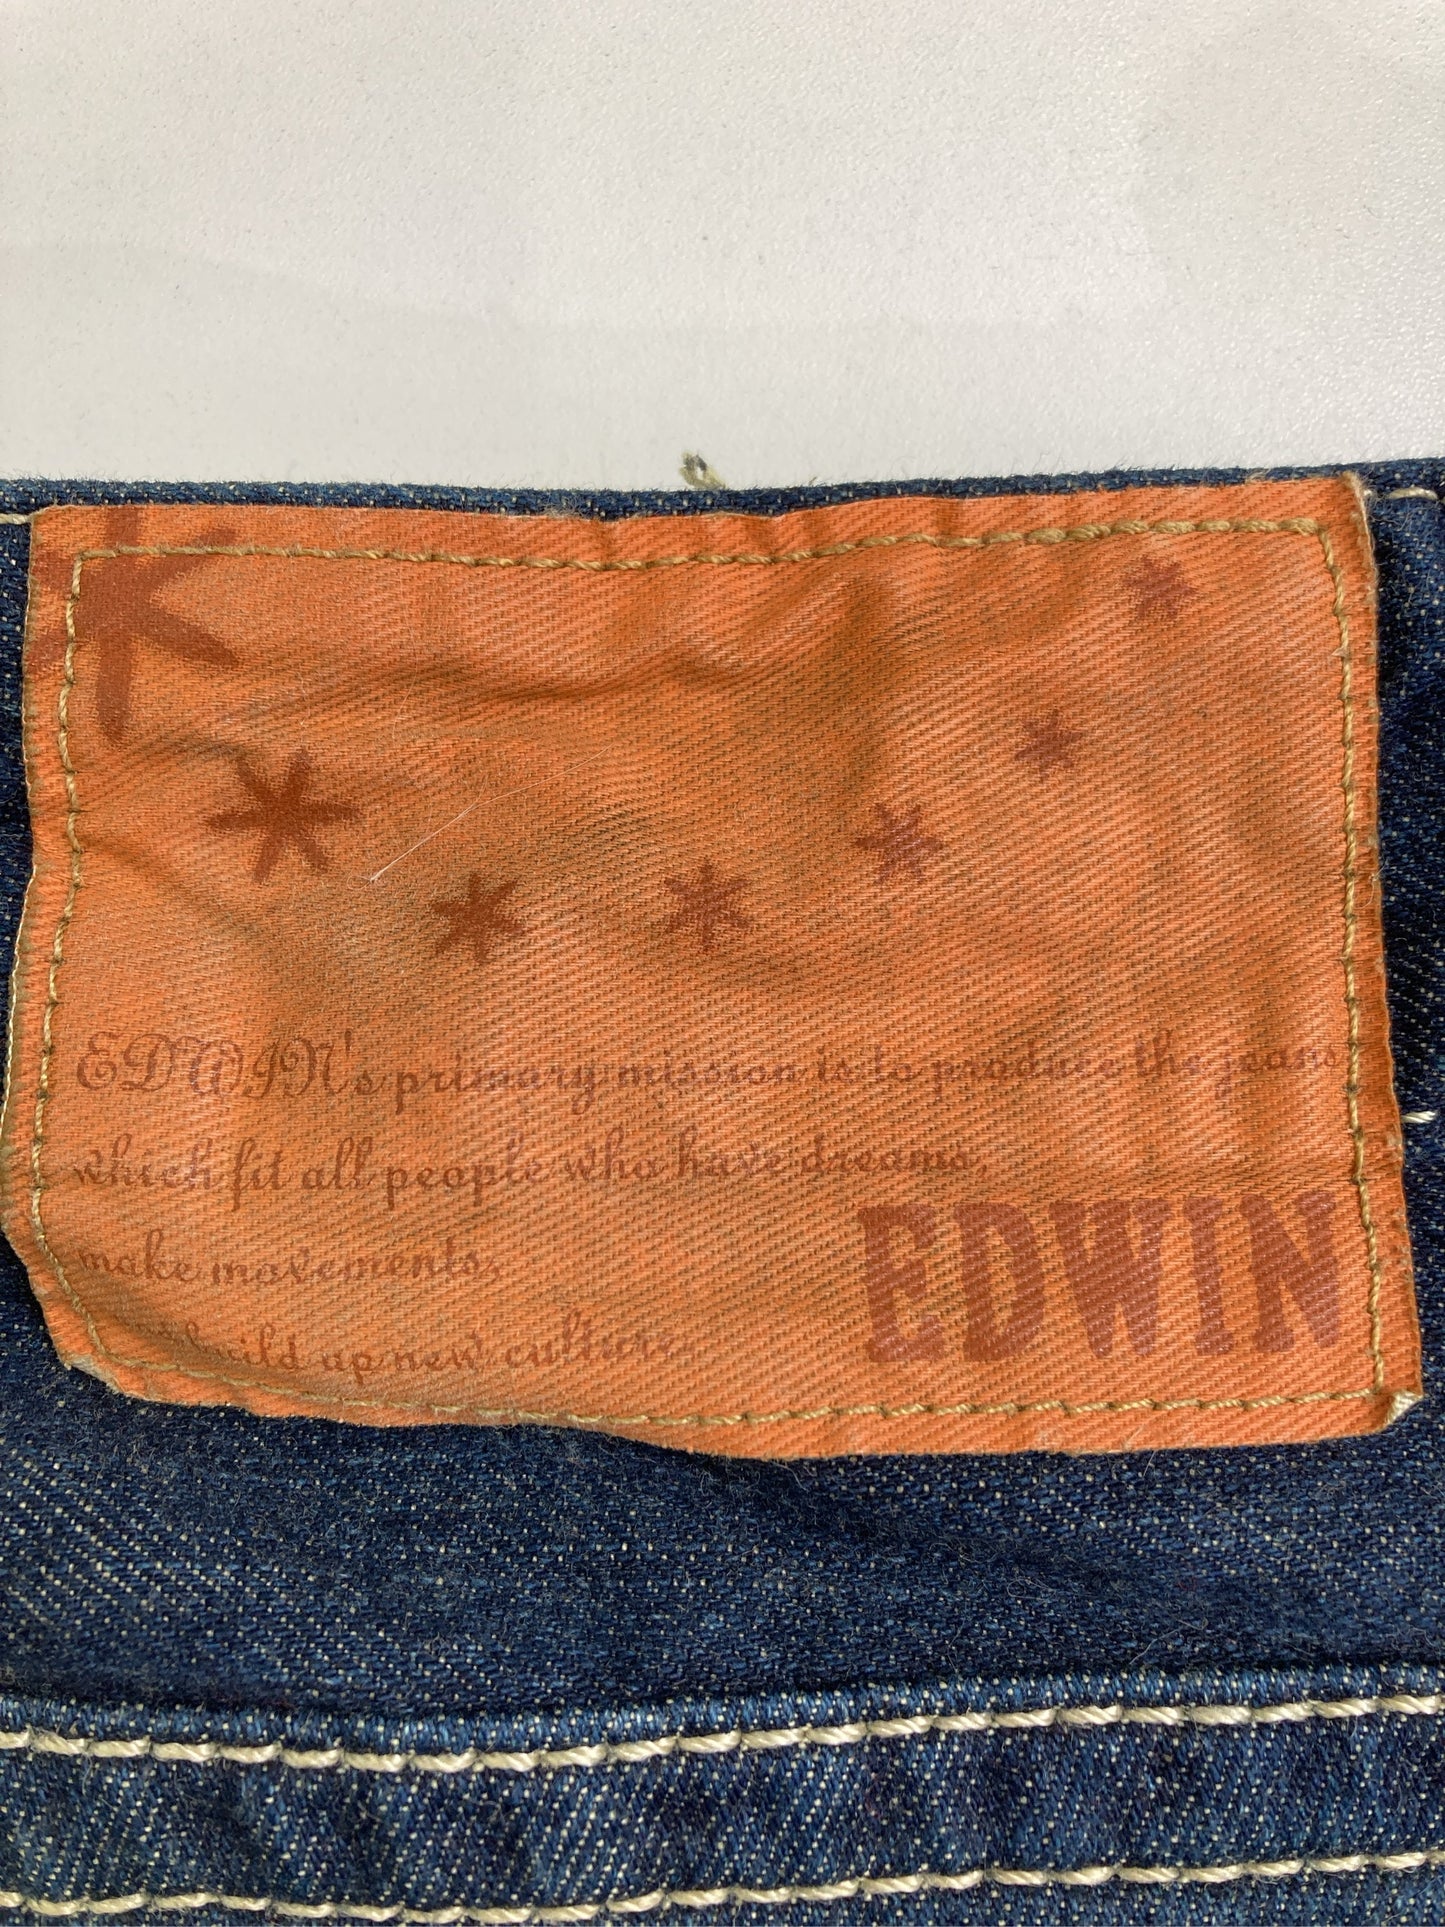 EDWIN's primary mission is to produce the jeans
which fit all people who have dreams,
make movements,
build up new culture.
EDWIN